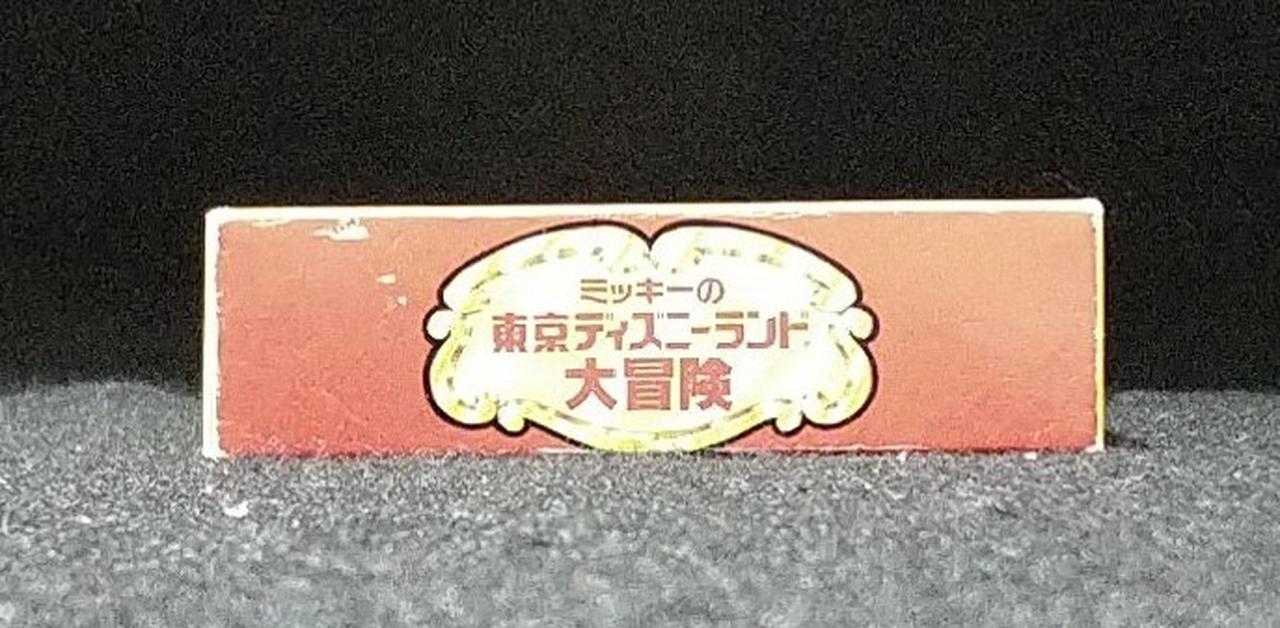 ミッキーの
東京ディズニーランド
大冒険